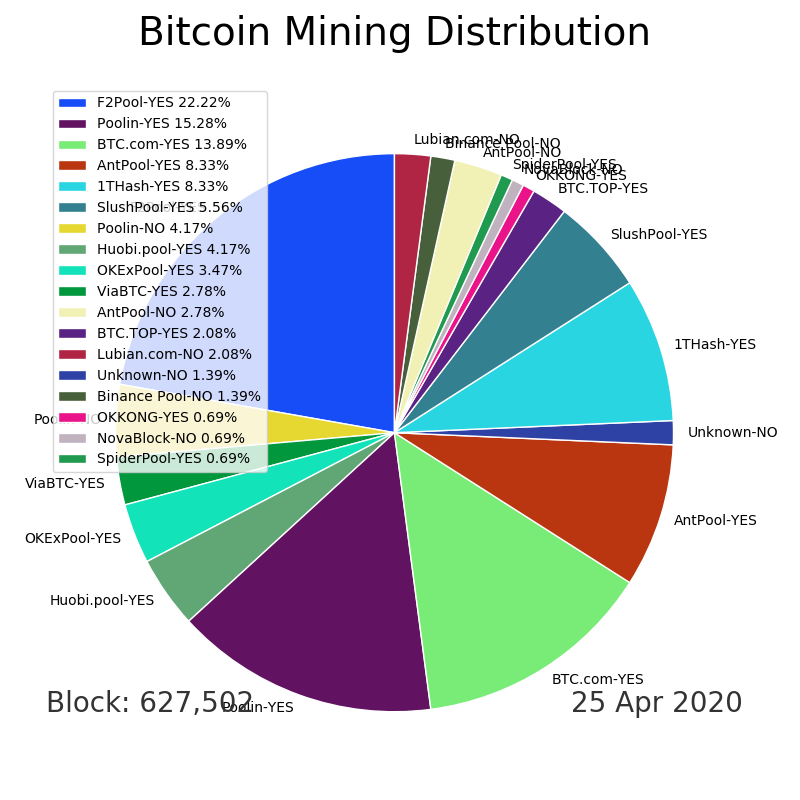 Bitcoin Mining Distribution
F2Pool-YES 22.22%
Poolin-YES 15.28%
BTC.com-YES 13.89%
AntPool-YES 8.33%
1THash-YES 8.33%
SlushPool-YES 5.56%
Poolin-NO 4.17%
Huobi.pool-YES 4.17%
OKExPool-YES 3.47%
ViaBTC-YES 2.78%
AntPool-NO 2.78%
BTC.TOP-YES 2.08%
Lubian.com-NO 2.08%
Unknown-NO 1.39%
Binance Pool-NO 1.39%
OKKONG-YES 0.69%
NovaBlock-NO 0.69%
SpiderPool-YES 0.69%
Lubian.com-NO
Binance Pool-NO
AntPool-NO
SpiderPool-YES
NovaBlock-NO
OKKONG-YES
BTC.TOP-YES
SlushPool-YES
1THash-YES
Unknown-NO
AntPool-YES
BTC.com-YES
Poolin-YES
Huobi.pool-YES
OKExPool-YES
ViaBTC-YES
Poolin-NO
Block: 627,502
25 Apr 2020